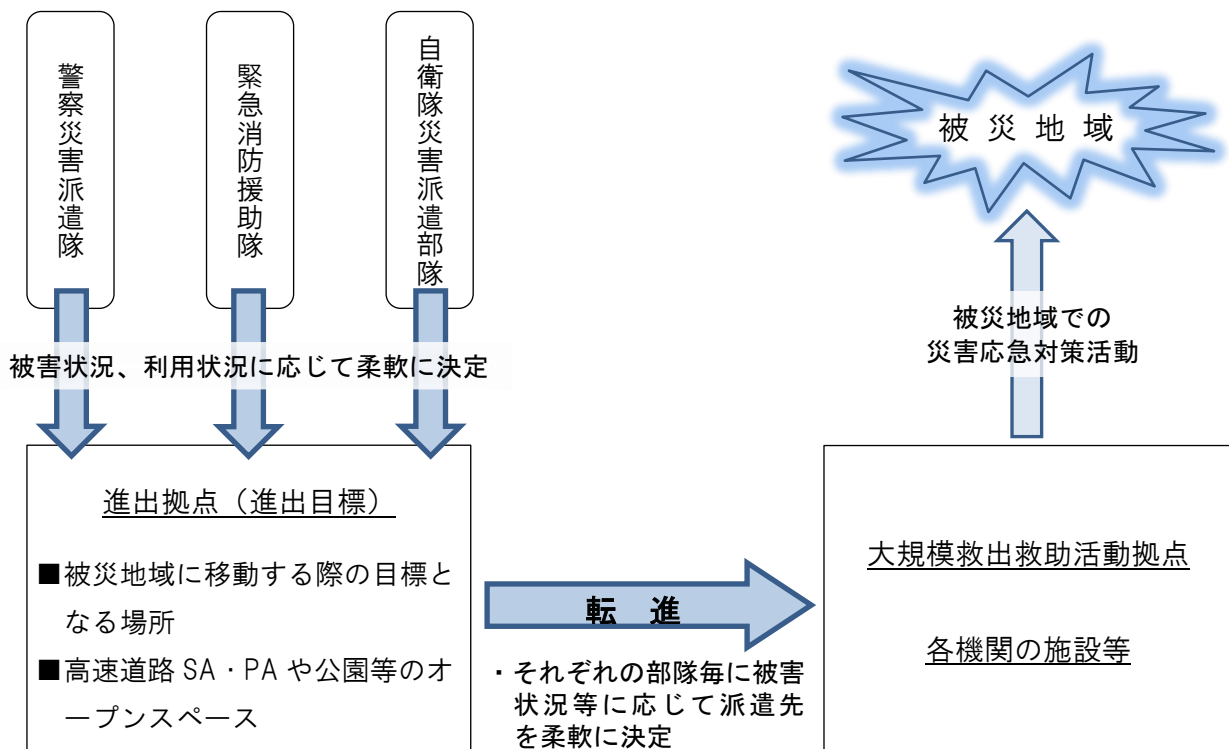 警察災害派遣隊
緊急消防援助隊
自衛隊災害派遣部隊
被害状況、利用状況に応じて柔軟に決定
進出拠点（進出目標）
■被災地域に移動する際の目標と
なる場所
■高速道路 SA・PA や公園等のオ
ープンスペース
転　進
・それぞれの部隊毎に被害
状況等に応じて派遣先
を柔軟に決定
大規模救出救助活動拠点
各機関の施設等
被災地域での
災害応急対策活動
被 災 地 域